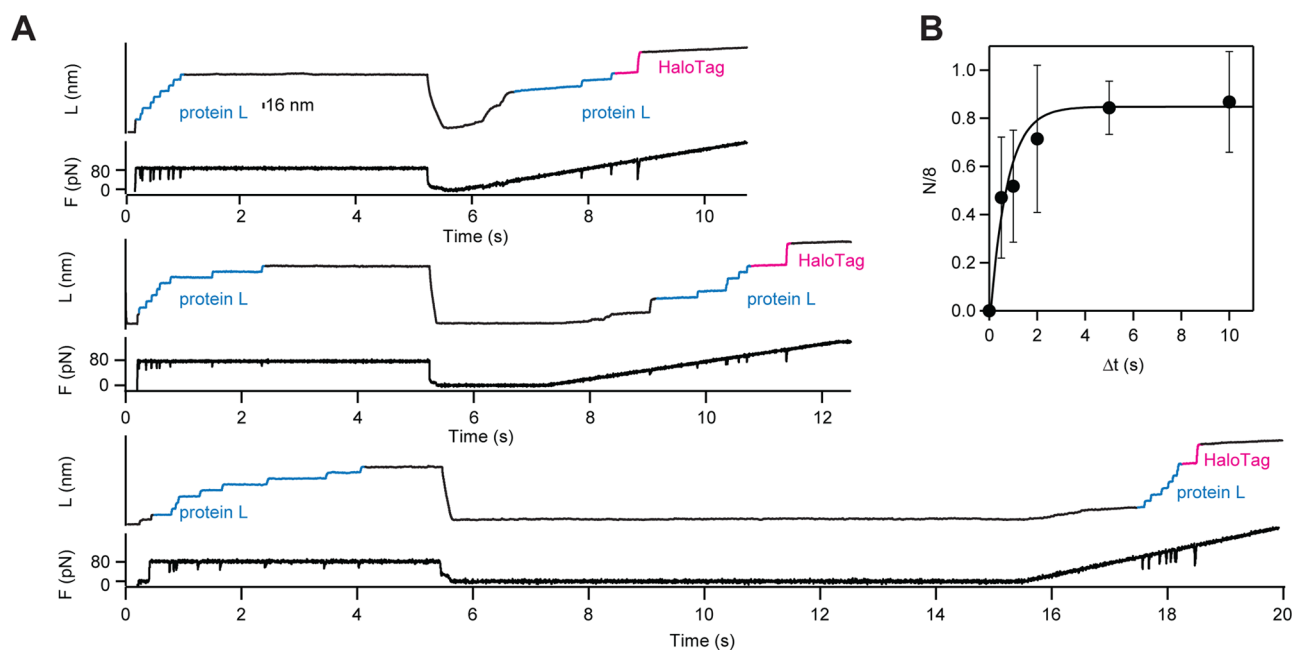 A
L (nm)
protein L
16 nm
protein L
HaloTag
F (pN)
80
0
0 2 4 6 8 10
Time (s)
L (nm)
protein L
protein L
HaloTag
F (pN)
80
0
0 2 4 6 8 10 12
Time (s)
L (nm)
protein L
HaloTag
protein L
F (pN)
80
0
0 2 4 6 8 10 12 14 16 18 20
Time (s)
B
N/8
1.0
0.8
0.6
0.4
0.2
0.0
0 2 4 6 8 10
Δt (s)